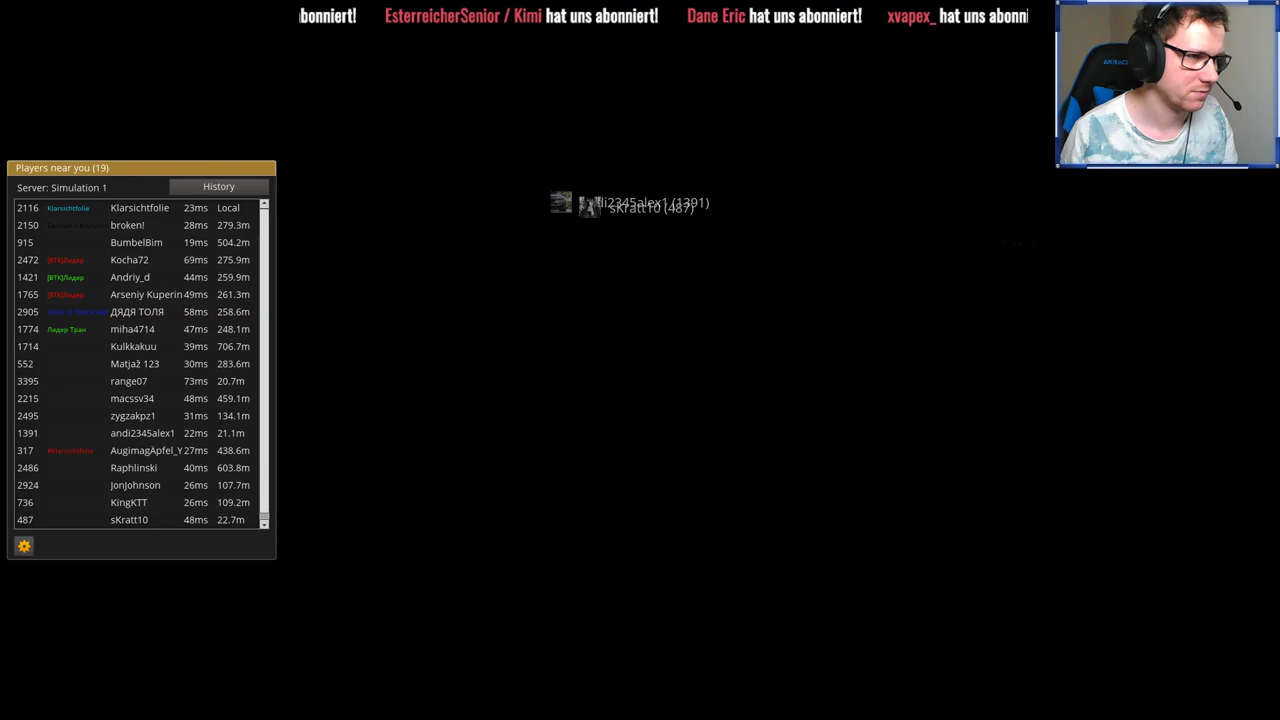 bonniert! EsterreicherSenior / Kimi hat uns abonniert! Dane Eric hat uns abonniert! xvapex_ hat uns abonni
AKRACI
Players near you (19)
Server: Simulation 1 History
2116 Klarsichtfolie Klarsichtfolie 23ms Local
2150 broken! 28ms 279.3m
915 BumbelBim 19ms 504.2m
2472 [BTK]Лидер Kocha72 69ms 275.9m
1421 [BTK]Лидер Andriy_d 44ms 259.9m
1765 [BTK]Лидер Arseniy Kuperin 49ms 261.3m
2905 ДЯДЯ ТОЛЯ 58ms 258.6m
1774 Лидер Тран miha4714 47ms 248.1m
1714 Kulkkakuu 39ms 706.7m
552 Matjaž 123 30ms 283.6m
3395 range07 73ms 20.7m
2215 macssv34 48ms 459.1m
2495 zygzakpz1 31ms 134.1m
1391 andi2345alex1 22ms 21.1m
317 #Klarsichtfolie AugimagÄpfel_Y 27ms 438.6m
2486 Raphlinski 40ms 603.8m
2924 JonJohnson 26ms 107.7m
736 KingKTT 26ms 109.2m
487 sKratt10 48ms 22.7m
di2345alex1 (1391)
sKratt10 (487)